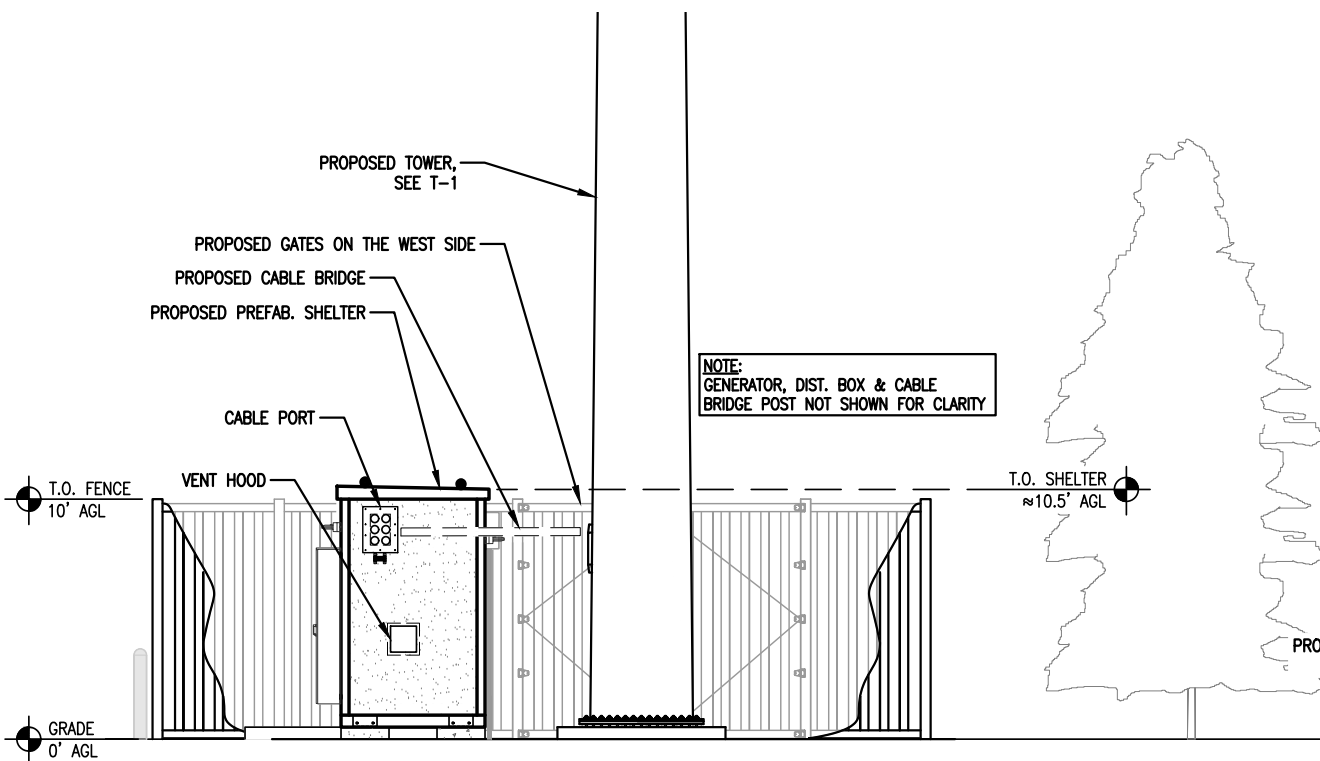 PROPOSED TOWER,
SEE T-1
PROPOSED GATES ON THE WEST SIDE
PROPOSED CABLE BRIDGE
PROPOSED PREFAB. SHELTER
NOTE:
GENERATOR, DIST. BOX & CABLE
BRIDGE POST NOT SHOWN FOR CLARITY
CABLE PORT
VENT HOOD
T.O. FENCE
10' AGL
T.O. SHELTER
≈10.5' AGL
PRO
GRADE
0' AGL